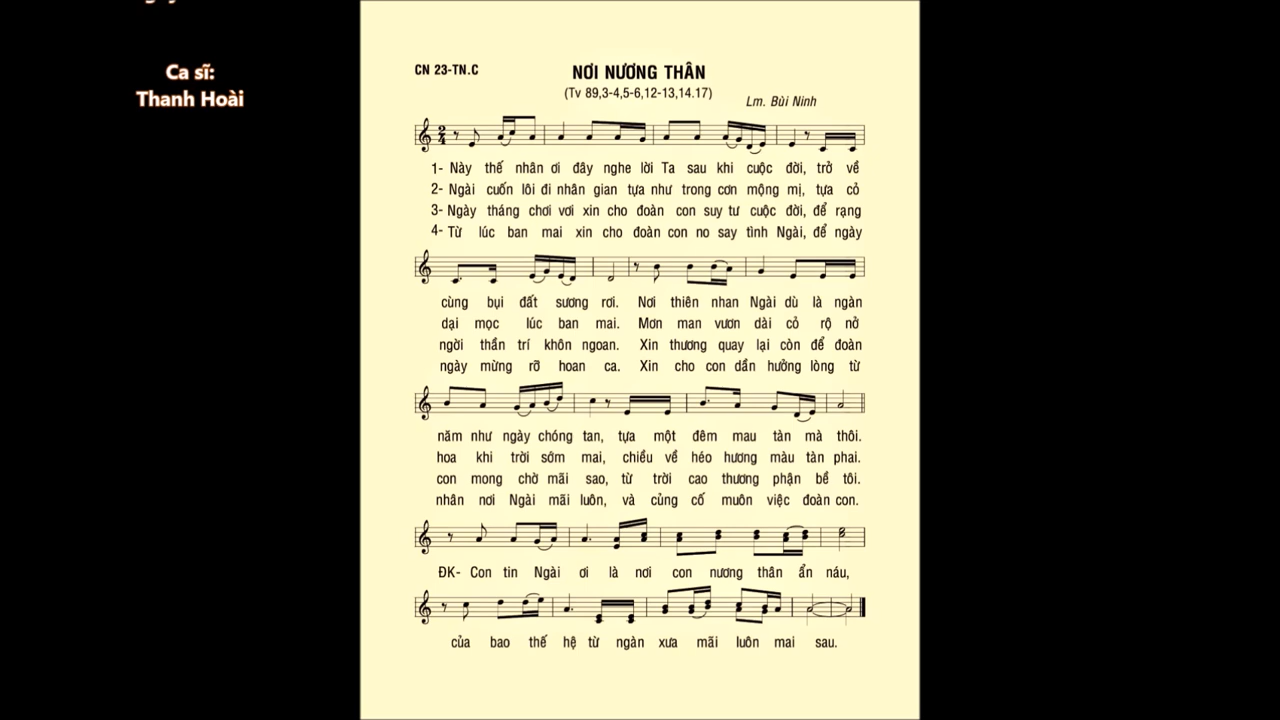 Ca sĩ:
Thanh Hoài
CN 23-TN.C
NƠI NƯƠNG THÂN
(Tv 89,3-4,5-6,12-13,14.17)
Lm. Bùi Ninh
1- Này thế nhân ơi đây nghe lời Ta sau khi cuộc đời, trở về
2- Ngài cuốn lôi đi nhân gian tựa như trong cơn mộng mị, tựa cỏ
3- Ngày tháng chơi vơi xin cho đoàn con suy tư cuộc đời, để rạng
4- Từ lúc ban mai xin cho đoàn con no say tình Ngài, để ngày
cùng bụi đất sương rơi. Nơi thiên nhan Ngài dù là ngàn
dại mọc lúc ban mai. Mơn man vươn dài cỏ rộ nở
ngời thần trí khôn ngoan. Xin thương quay lại còn để đoàn
ngày mừng rỡ hoan ca. Xin cho con dần hưởng lòng từ
năm như ngày chóng tan, tựa một đêm mau tàn mà thôi.
hoa khi trời sớm mai, chiều về héo hương màu tàn phai.
con mong chờ mãi sao, từ trời cao thương phận bề tôi.
nhân nơi Ngài mãi luôn, và củng cố muôn việc đoàn con.
ĐK- Con tin Ngài ơi là nơi con nương thân ẩn náu,
của bao thế hệ từ ngàn xưa mãi luôn mai sau.